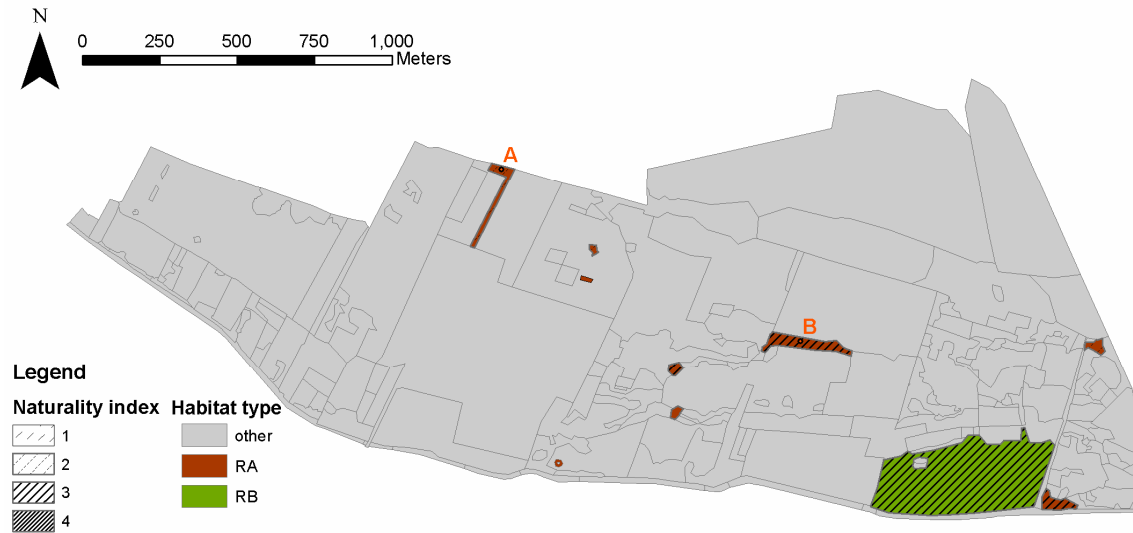 N
0 250 500 750 1,000
Meters
A
B
Legend
Naturality index Habitat type
1 other
2 RA
3 RB
4